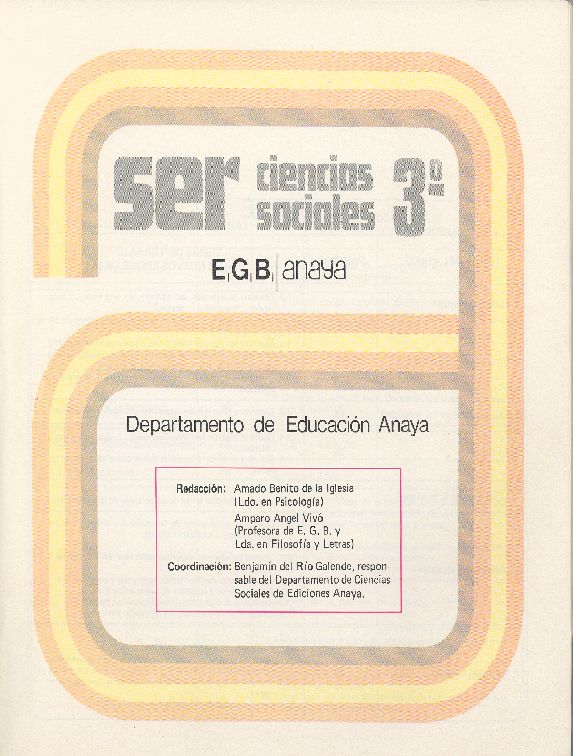 ser ciencias 3º
sociales
E,G,B, anaya
Departamento de Educación Anaya
Redacción: Amado Benito de la Iglesia
(Ldo. en Psicología)
Amparo Angel Vivó
(Profesora de E. G. B. y
Lda. en Filosofía y Letras)
Coordinación: Benjamín del Río Galende, respon-
sable del Departamento de Ciencias
Sociales de Ediciones Anaya.